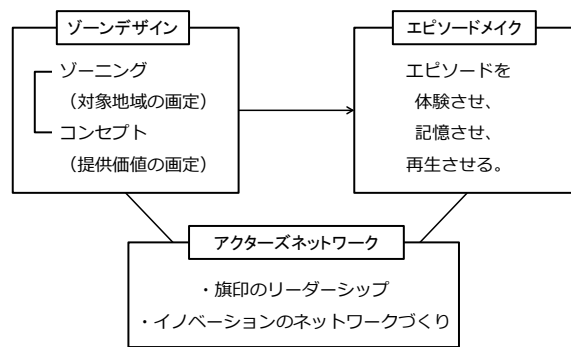 ゾーンデザイン
ゾーニング
（対象地域の画定）
コンセプト
（提供価値の画定）
エピソードメイク
エピソードを
体験させ、
記憶させ、
再生させる。
アクターズネットワーク
・旗印のリーダーシップ
・イノベーションのネットワークづくり